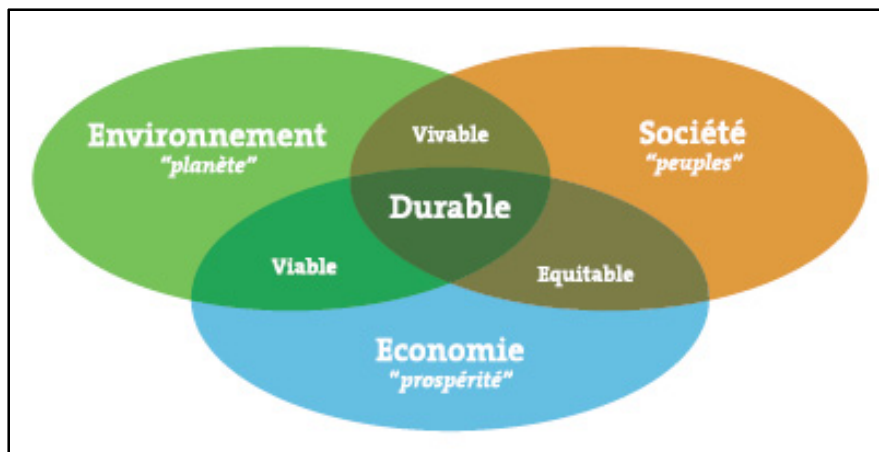 Environnement
"planète"
Vivable
Société
"peuples"
Durable
Viable
Equitable
Economie
"prospérité"